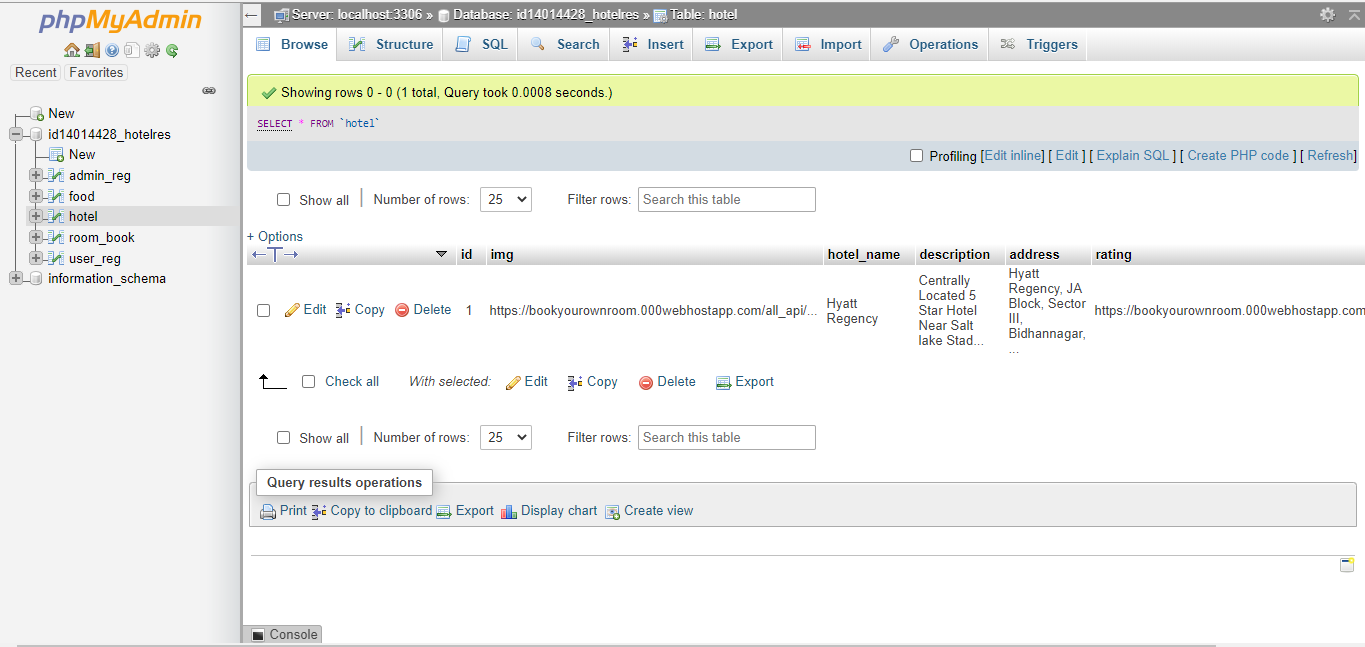 phpMyAdmin
Recent Favorites
New
id14014428_hotelres
New
admin_reg
food
hotel
room_book
user_reg
information_schema
Server: localhost:3306 » Database: id14014428_hotelres » Table: hotel
Browse Structure SQL Search Insert Export Import Operations Triggers
Showing rows 0 - 0 (1 total, Query took 0.0008 seconds.)
SELECT * FROM `hotel`
Profiling [Edit inline] [ Edit ] [ Explain SQL ] [ Create PHP code ] [ Refresh]
Show all Number of rows: 25 Filter rows: Search this table
+ Options
←T→ id img hotel_name description address rating
Edit Copy Delete 1 https://bookyourownroom.000webhostapp.com/all_api/...
Hyatt
Regency
Centrally
Located 5
Star Hotel
Near Salt
lake Stad...
Hyatt
Regency, JA
Block, Sector
III,
Bidhannagar,
...
https://bookyourownroom.000webhostapp.com
Check all With selected: Edit Copy Delete Export
Show all Number of rows: 25 Filter rows: Search this table
Query results operations
Print Copy to clipboard Export Display chart Create view
Console